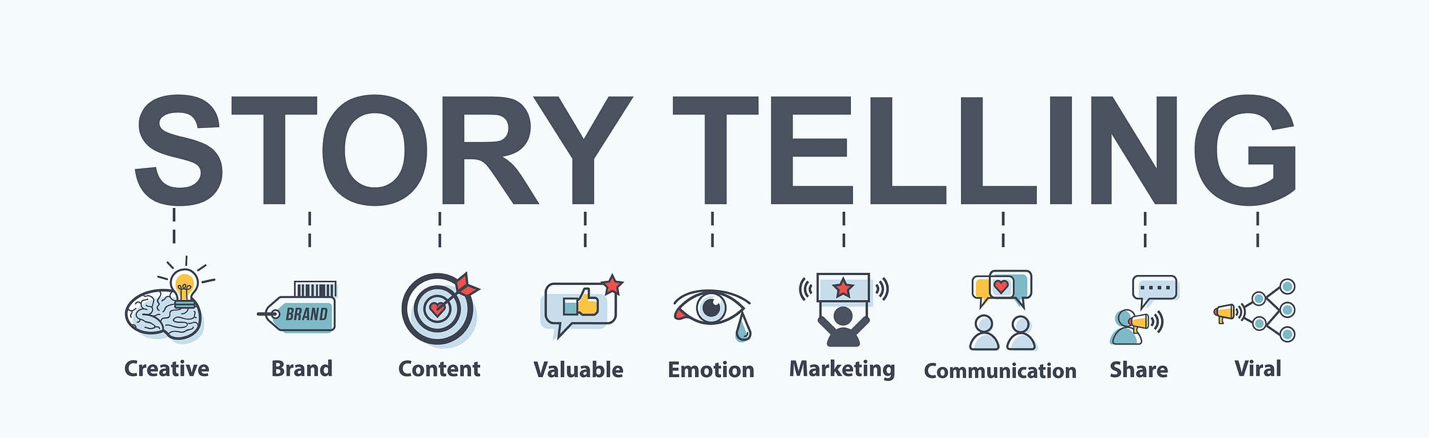 STORY TELLING
BRAND
Creative Brand Content Valuable Emotion Marketing Communication Share Viral